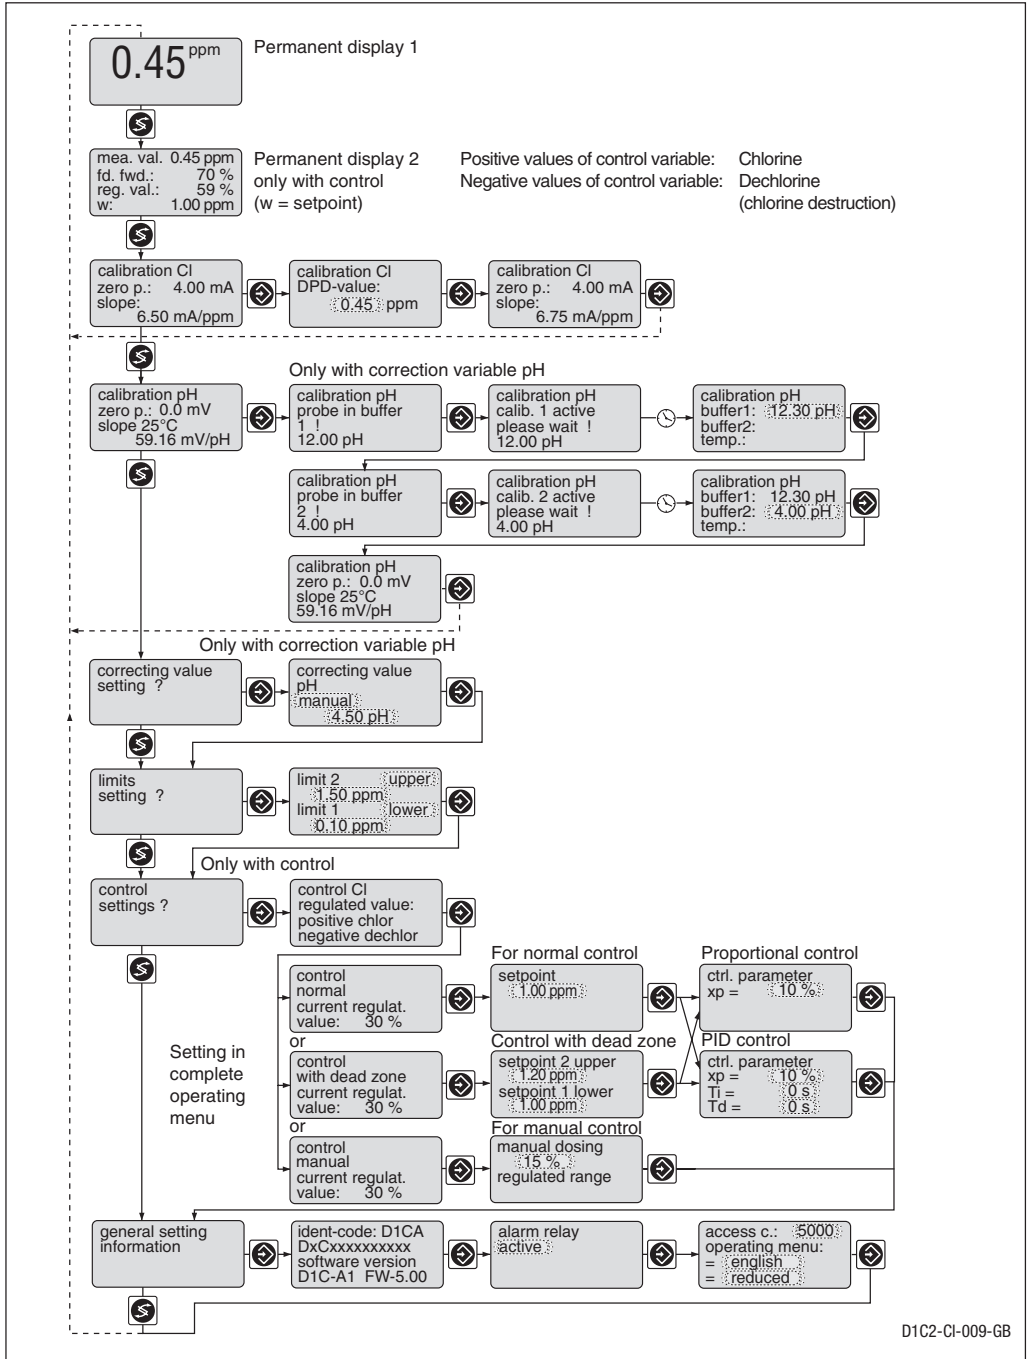 0.45 ppm
Permanent display 1
mea. val. 0.45 ppm
fd. fwd.: 70 %
reg. val.: 59 %
w: 1.00 ppm
Permanent display 2
only with control
(w = setpoint)
Positive values of control variable: Chlorine
Negative values of control variable: Dechlorine
(chlorine destruction)
calibration Cl
zero p.: 4.00 mA
slope:
6.50 mA/ppm
calibration Cl
DPD-value:
0.45 ppm
calibration Cl
zero p.: 4.00 mA
slope:
6.75 mA/ppm
Only with correction variable pH
calibration pH
zero p.: 0.0 mV
slope 25°C
59.16 mV/pH
calibration pH
probe in buffer
1 !
12.00 pH
calibration pH
calib. 1 active
please wait !
12.00 pH
calibration pH
buffer1: 12.30 pH
buffer2:
temp.:
calibration pH
probe in buffer
2 !
4.00 pH
calibration pH
calib. 2 active
please wait !
4.00 pH
calibration pH
buffer1: 12.30 pH
buffer2: 4.00 pH
temp.:
calibration pH
zero p.: 0.0 mV
slope 25°C
59.16 mV/pH
Only with correction variable pH
correcting value
setting ?
correcting value
pH
manual
4.50 pH
limits
setting ?
limit 2 upper
1.50 ppm
limit 1 lower
0.10 ppm
Only with control
control
settings ?
control Cl
regulated value:
positive chlor
negative dechlor
For normal control
Proportional control
control
normal
current regulat.
value: 30 %
setpoint
1.00 ppm
ctrl. parameter
xp = 10 %
or
Control with dead zone
PID control
Setting in
complete
operating
menu
control
with dead zone
current regulat.
value: 30 %
setpoint 2 upper
1.20 ppm
setpoint 1 lower
1.00 ppm
ctrl. parameter
xp = 10 %
Ti = 0 s
Td = 0 s
or
For manual control
control
manual
current regulat.
value: 30 %
manual dosing
15 %
regulated range
general setting
information
ident-code: D1CA
DxCxxxxxxxxxx
software version
D1C-A1 FW-5.00
alarm relay
active
access c.: 5000
operating menu:
= english
= reduced
D1C2-Cl-009-GB